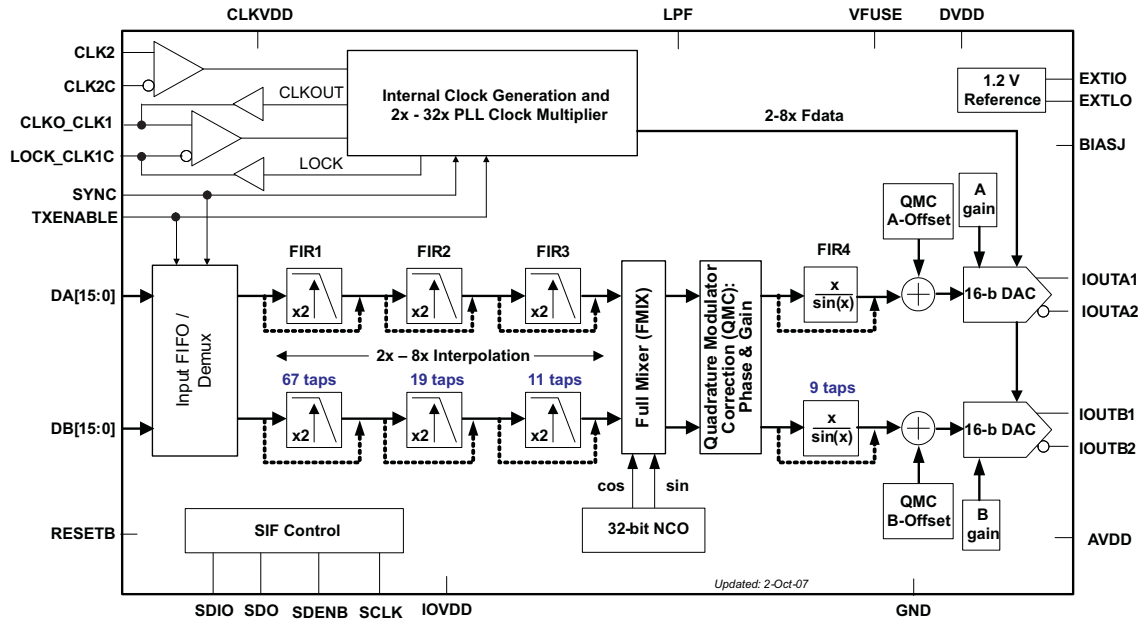 CLKVDD
LPF
VFUSE
DVDD
CLK2
CLK2C
CLKO_CLK1
LOCK_CLK1C
SYNC
TXENABLE
CLKOUT
LOCK
Internal Clock Generation and
2x - 32x PLL Clock Multiplier
2-8x Fdata
1.2 V
Reference
EXTIO
EXTLO
BIASJ
QMC
A-Offset
A
gain
FIR1
FIR2
FIR3
FIR4
DA[15:0]
DB[15:0]
Input FIFO /
Demux
x2
x2
x2
2x – 8x Interpolation
67 taps
19 taps
11 taps
x2
x2
x2
Full Mixer (FMIX)
Quadrature Modulator
Correction (QMC):
Phase & Gain
x
sin(x)
9 taps
x
sin(x)
16-b DAC
IOUTA1
IOUTA2
16-b DAC
IOUTB1
IOUTB2
cos
sin
32-bit NCO
QMC
B-Offset
B
gain
RESETB
SIF Control
AVDD
Updated: 2-Oct-07
SDIO
SDO
SDENB
SCLK
IOVDD
GND